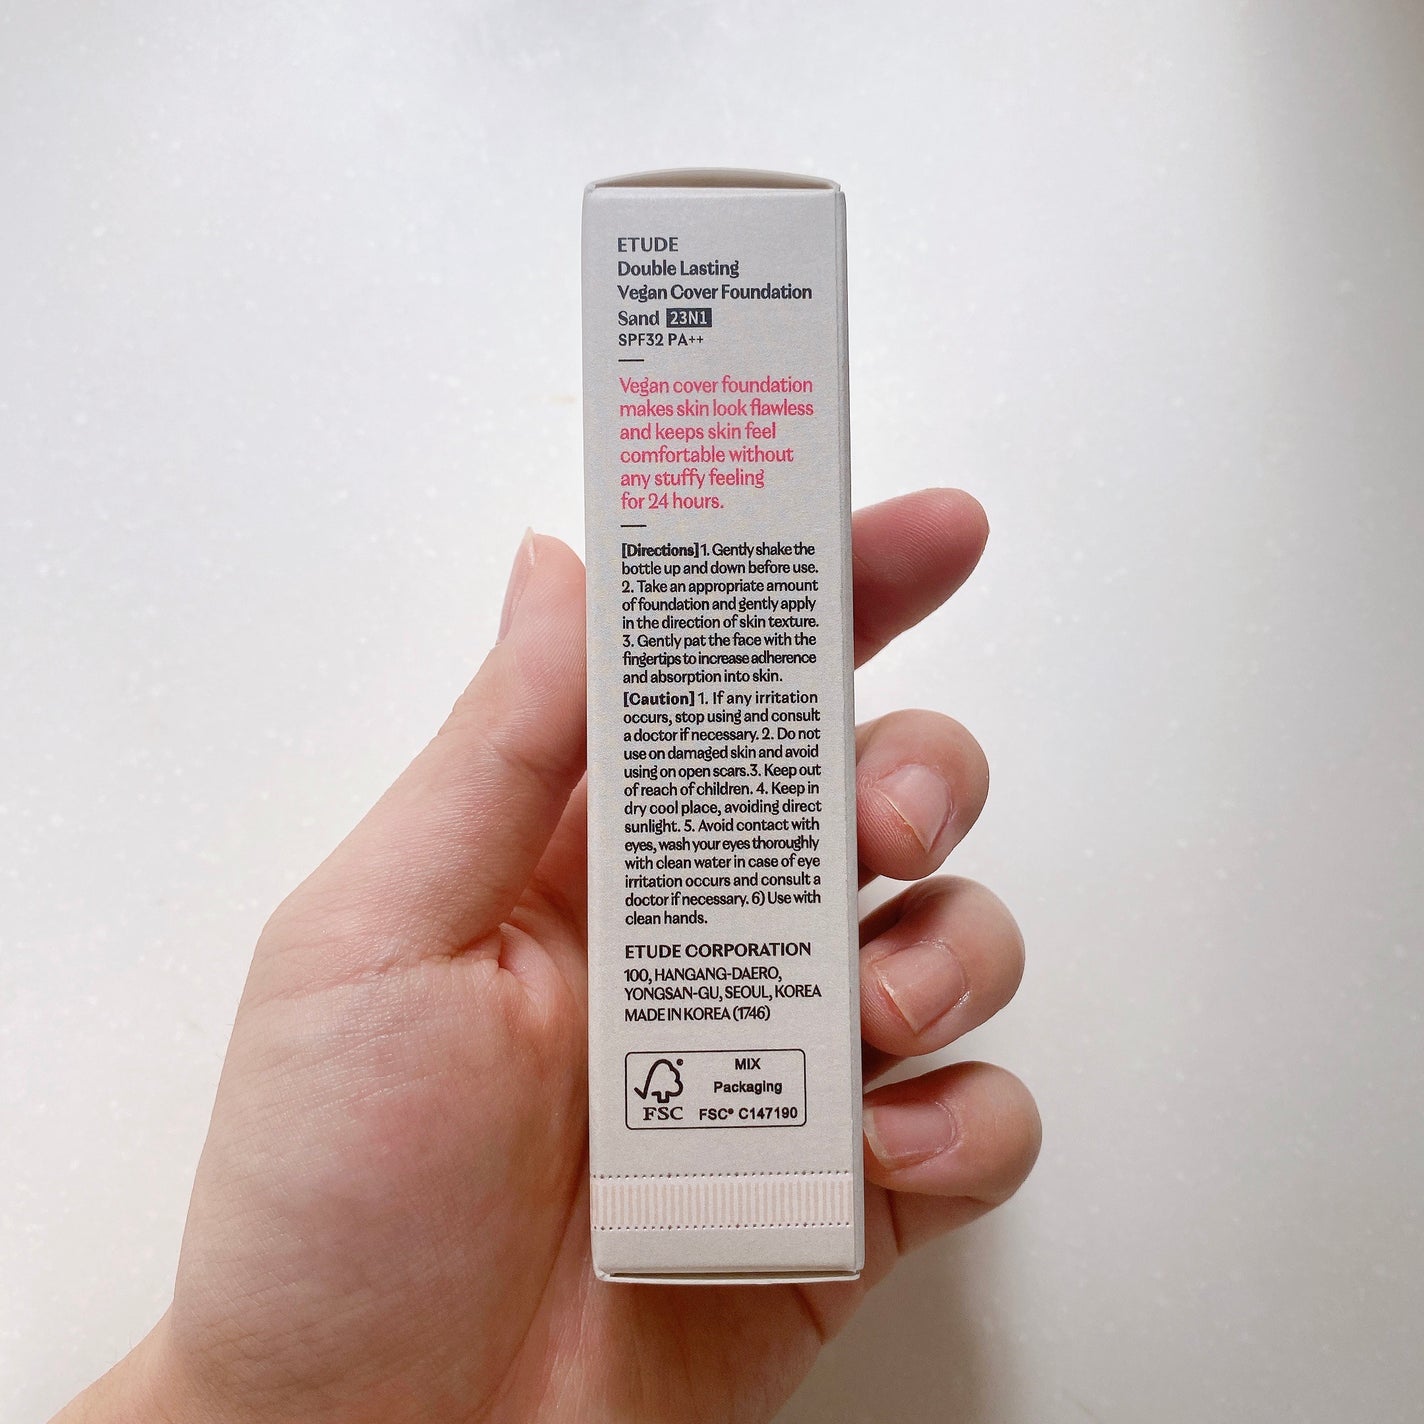 ETUDE
Double Lasting
Vegan Cover Foundation
Sand 23N1
SPF32 PA++
Vegan cover foundation
makes skin look flawless
and keeps skin feel
comfortable without
any stuffy feeling
for 24 hours.
[Directions] 1. Gently shake the
bottle up and down before use.
2. Take an appropriate amount
of foundation and gently apply
in the direction of skin texture.
3. Gently pat the face with the
fingertips to increase adherence
and absorption into skin.
[Caution] 1. If any irritation
occurs, stop using and consult
a doctor if necessary. 2. Do not
use on damaged skin and avoid
using on open scars.3. Keep out
of reach of children. 4. Keep in
dry cool place, avoiding direct
sunlight. 5. Avoid contact with
eyes, wash your eyes thoroughly
with clean water in case of eye
irritation occurs and consult a
doctor if necessary. 6) Use with
clean hands.
ETUDE CORPORATION
100, HANGANG-DAERO,
YONGSAN-GU, SEOUL, KOREA
MADE IN KOREA (1746)
MIX
Packaging
FSC FSC® C147190